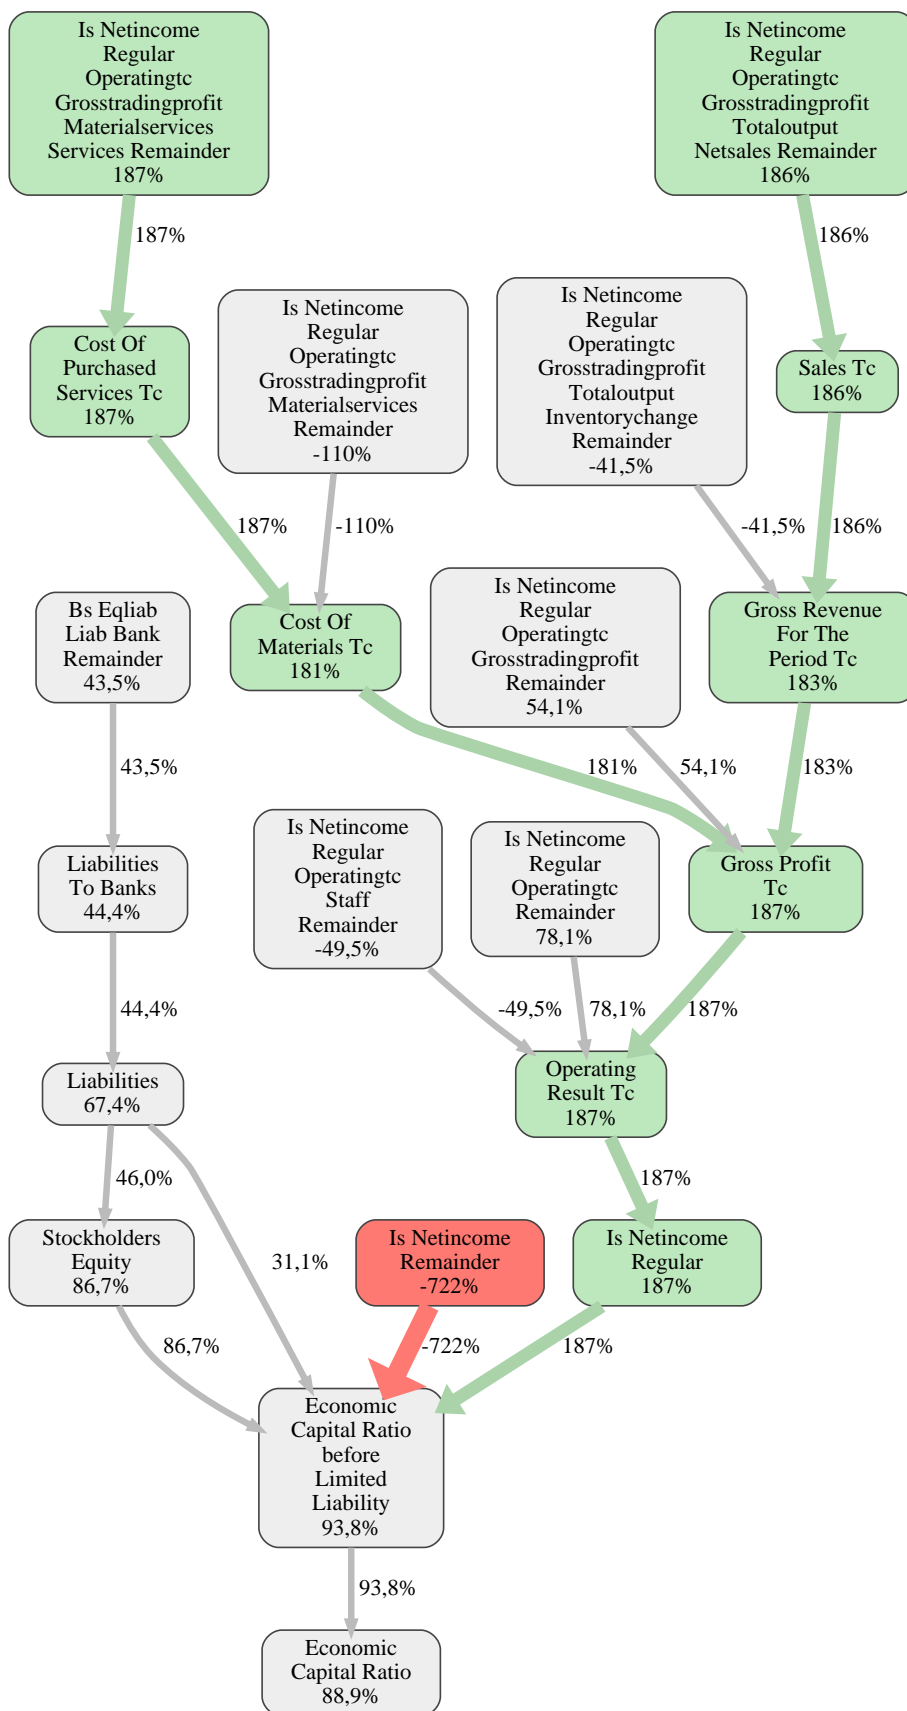 Is Netincome
Regular
Operatingtc
Grosstradingprofit
Materialservices
Services Remainder
187%
Is Netincome
Regular
Operatingtc
Grosstradingprofit
Totaloutput
Netsales Remainder
186%
187%
186%
Is Netincome
Regular
Operatingtc
Grosstradingprofit
Materialservices
Remainder
-110%
Is Netincome
Regular
Operatingtc
Grosstradingprofit
Totaloutput
Inventorychange
Remainder
-41,5%
Cost Of
Purchased
Services Tc
187%
Sales Tc
186%
187%
-110%
-41,5%
186%
Bs Eqliab
Liab Bank
Remainder
43,5%
Cost Of
Materials Tc
181%
Is Netincome
Regular
Operatingtc
Grosstradingprofit
Remainder
54,1%
Gross Revenue
For The
Period Tc
183%
43,5%
181%
54,1%
183%
Liabilities
To Banks
44,4%
Is Netincome
Regular
Operatingtc
Staff
Remainder
-49,5%
Is Netincome
Regular
Operatingtc
Remainder
78,1%
Gross Profit
Tc
187%
44,4%
-49,5%
78,1%
187%
Liabilities
67,4%
Operating
Result Tc
187%
46,0%
31,1%
187%
Stockholders
Equity
86,7%
Is Netincome
Remainder
-722%
Is Netincome
Regular
187%
86,7%
-722%
187%
Economic
Capital Ratio
before
Limited
Liability
93,8%
93,8%
Economic
Capital Ratio
88,9%